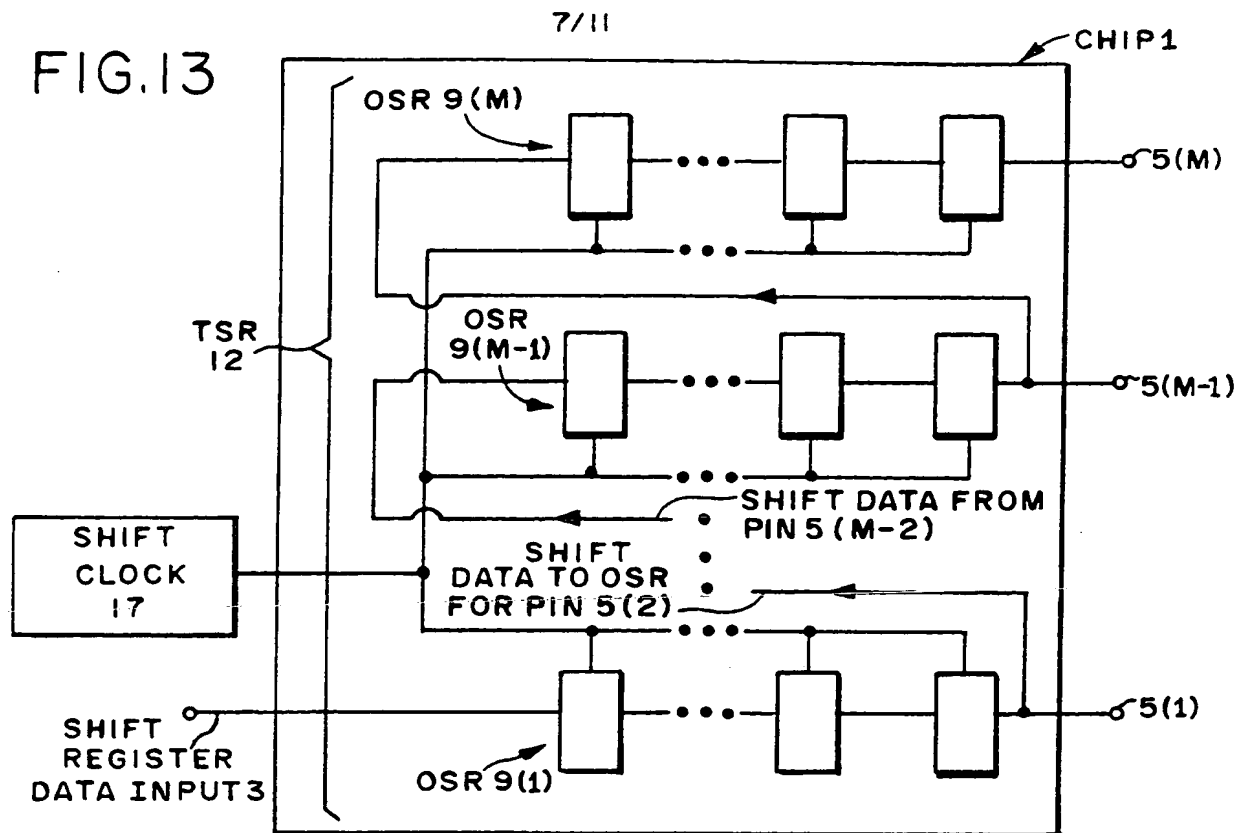 7/11
FIG.13
CHIP1
OSR 9(M)
5(M)
TSR
12
OSR
9(M-1)
5(M-1)
SHIFT DATA FROM
PIN 5(M-2)
SHIFT
CLOCK
17
SHIFT
DATA TO OSR
FOR PIN 5(2)
5(1)
SHIFT
REGISTER
DATA INPUT3
OSR 9(1)